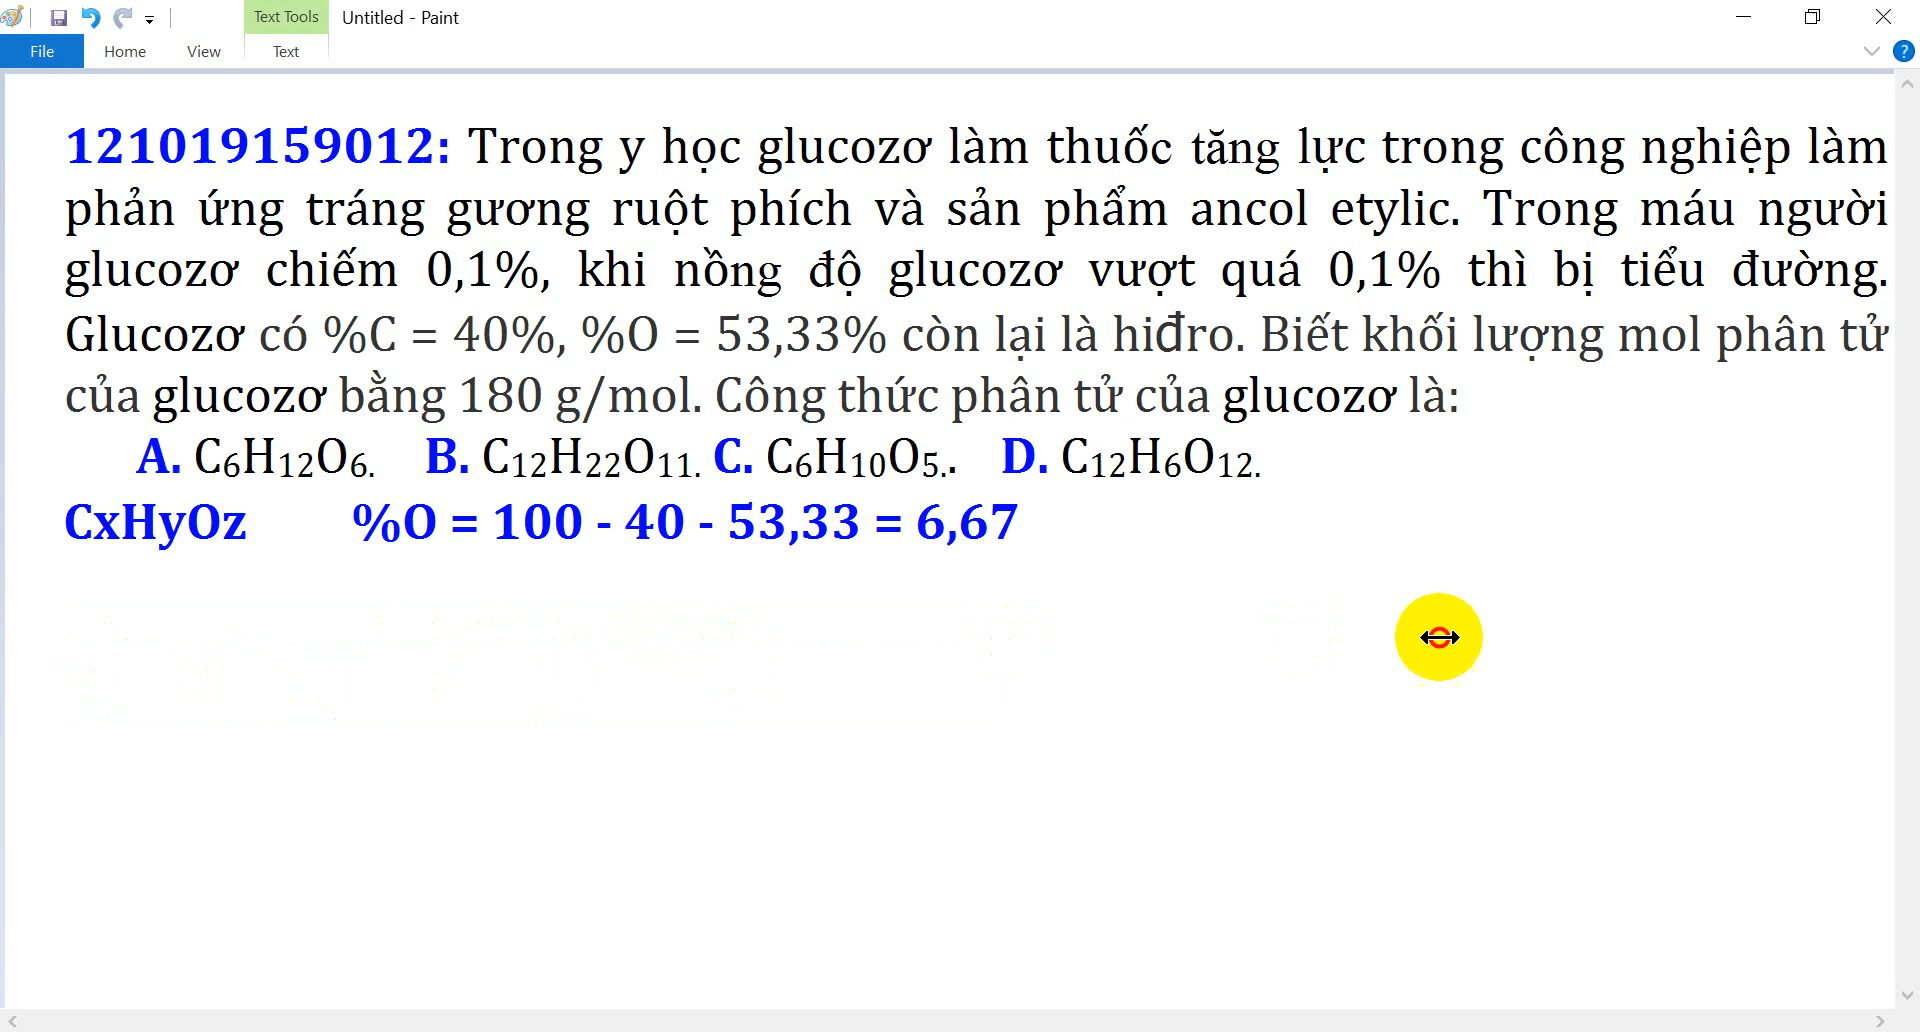 Text Tools
Untitled - Paint
File Home View Text
?
121019159012: Trong y học glucozơ làm thuốc tăng lực trong công nghiệp làm
phản ứng tráng gương ruột phích và sản phẩm ancol etylic. Trong máu người
glucozơ chiếm 0,1%, khi nồng độ glucozơ vượt quá 0,1% thì bị tiểu đường.
Glucozơ có %C = 40%, %O = 53,33% còn lại là hiđro. Biết khối lượng mol phân tử
của glucozơ bằng 180 g/mol. Công thức phân tử của glucozơ là:
A. C₆H₁₂O₆. B. C₁₂H₂₂O₁₁. C. C₆H₁₀O₅.. D. C₁₂H₆O₁₂.
CxHyOz %O = 100 - 40 - 53,33 = 6,67